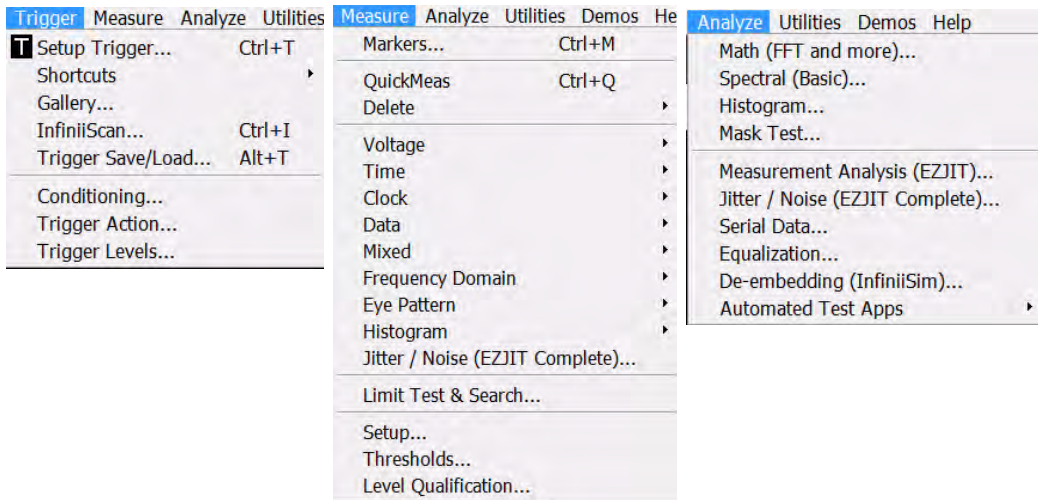 Trigger Measure Analyze Utilities
T Setup Trigger... Ctrl+T
Shortcuts
Gallery...
InfiniiScan... Ctrl+I
Trigger Save/Load... Alt+T
Conditioning...
Trigger Action...
Trigger Levels...
Measure Analyze Utilities Demos He
Markers... Ctrl+M
QuickMeas Ctrl+Q
Delete
Voltage
Time
Clock
Data
Mixed
Frequency Domain
Eye Pattern
Histogram
Jitter / Noise (EZJIT Complete)...
Limit Test & Search...
Setup...
Thresholds...
Level Qualification...
Analyze Utilities Demos Help
Math (FFT and more)...
Spectral (Basic)...
Histogram...
Mask Test...
Measurement Analysis (EZJIT)...
Jitter / Noise (EZJIT Complete)...
Serial Data...
Equalization...
De-embedding (InfiniiSim)...
Automated Test Apps